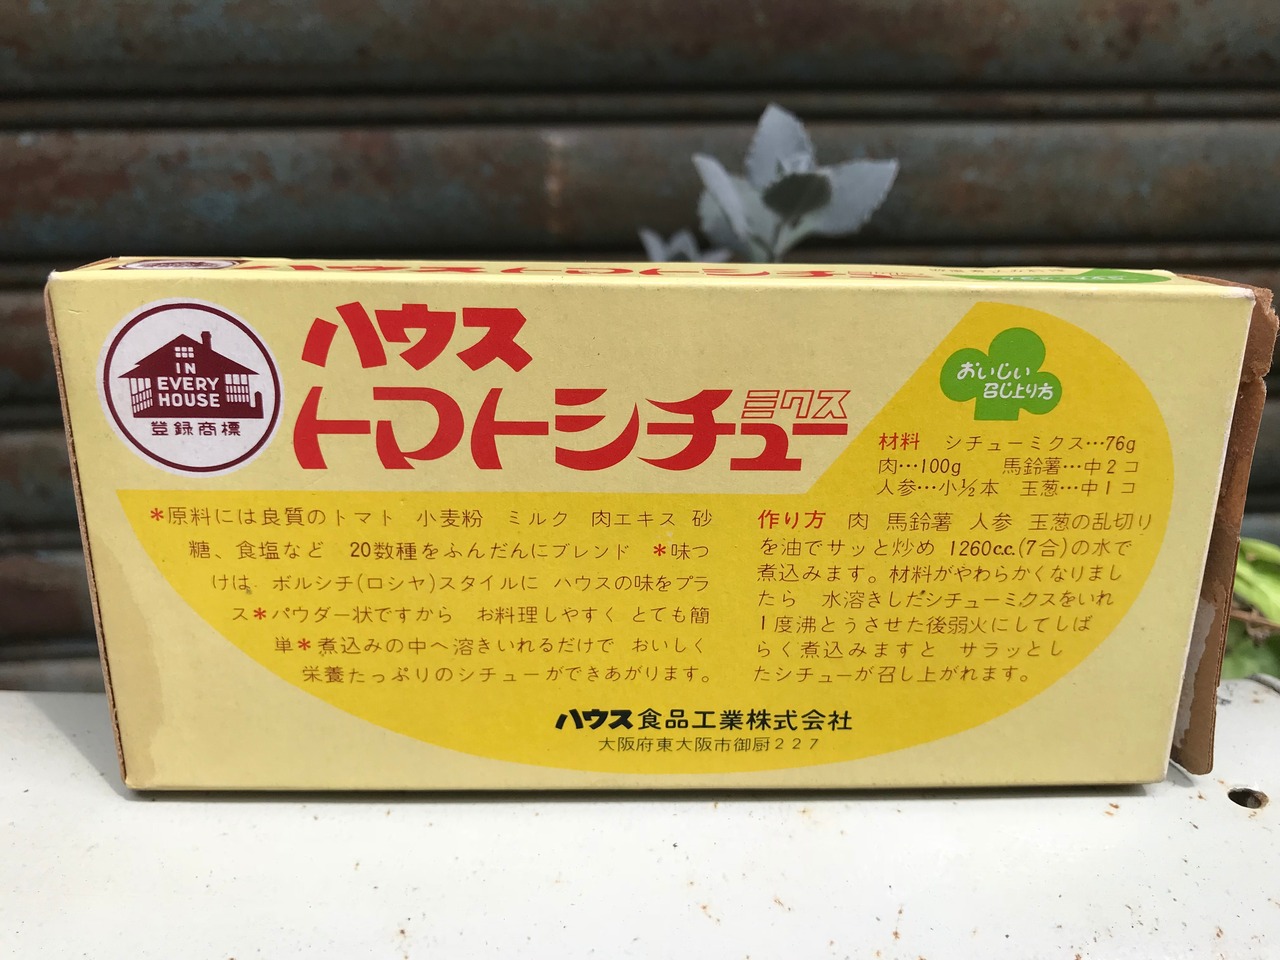 IN
EVERY
HOUSE
登録商標
ハウス
トマトシチューミクス
おいしい
召し上り方
材料 シチューミクス…76g
肉…100g 馬鈴薯…中2コ
人参…小½本 玉葱…中1コ
*原料には良質のトマト 小麦粉 ミルク 肉エキス 砂
糖、食塩など 20数種をふんだんにブレンド *味つ
けは、ボルシチ(ロシヤ)スタイルに ハウスの味をプラ
ス*パウダー状ですから お料理しやすく とても簡
単*煮込みの中へ溶きいれるだけで おいしく
栄養たっぷりのシチューができあがります。
作り方 肉 馬鈴薯 人参 玉葱の乱切り
を油でサッと炒め 1260c.c.(7合)の水で
煮込みます。材料がやわらかくなりまし
たら 水溶きしたシチューミクスをいれ
1度沸とうさせた後弱火にしてしば
らく煮込みますと サラッとし
たシチューが召し上がれます。
ハウス食品工業株式会社
大阪府東大阪市御厨227